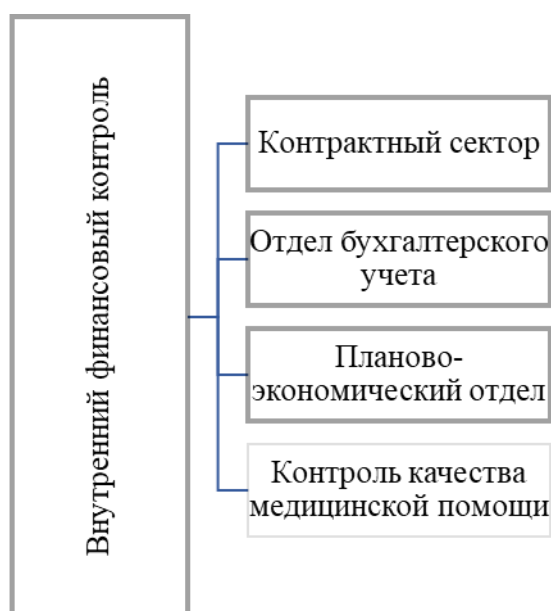 Внутренний финансовый контроль
Контрактный сектор
Отдел бухгалтерского
учета
Планово-
экономический отдел
Контроль качества
медицинской помощи